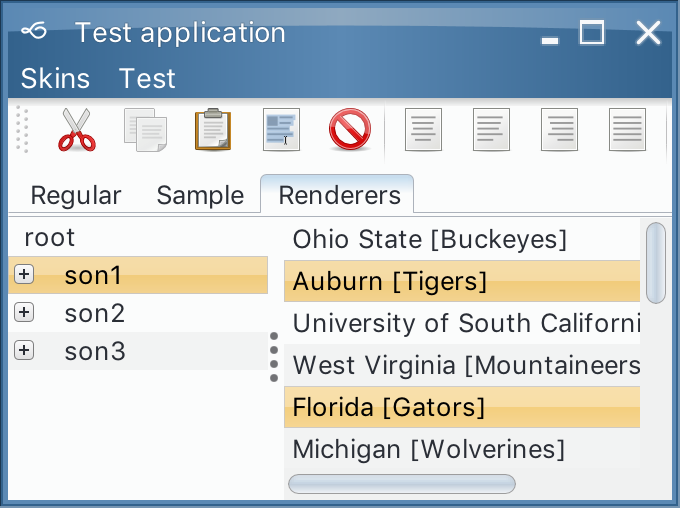 Test application
Skins Test
Regular Sample Renderers
root
son1
son2
son3
Ohio State [Buckeyes]
Auburn [Tigers]
University of South Californi
West Virginia [Mountaineers
Florida [Gators]
Michigan [Wolverines]